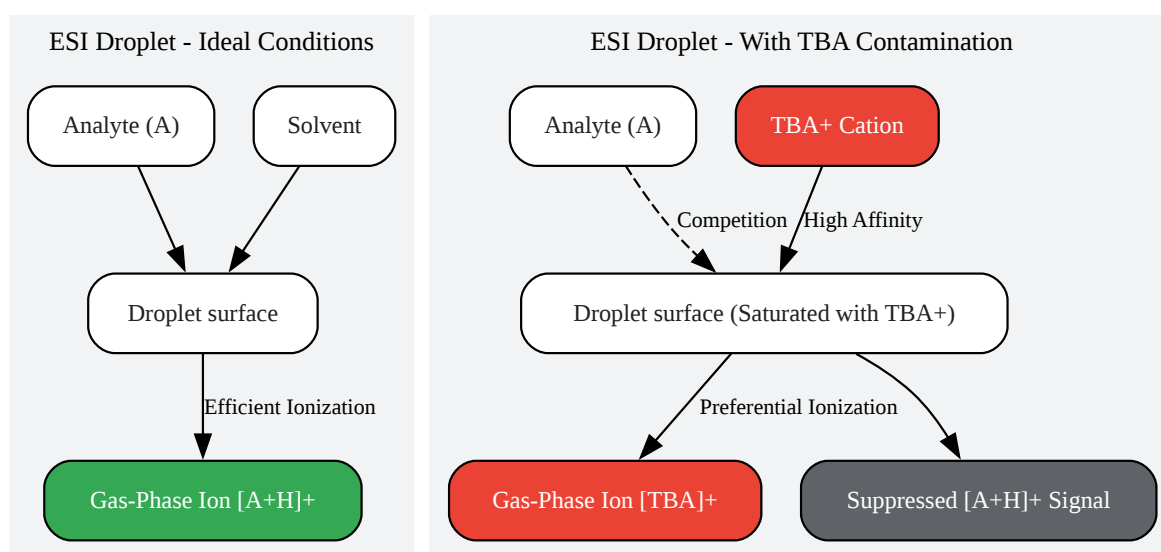 ESI Droplet - Ideal Conditions
Analyte (A)
Solvent
Droplet surface
Efficient Ionization
Gas-Phase Ion [A+H]+
ESI Droplet - With TBA Contamination
Analyte (A)
TBA+ Cation
Competition
High Affinity
Droplet surface (Saturated with TBA+)
Preferential Ionization
Gas-Phase Ion [TBA]+
Suppressed [A+H]+ Signal